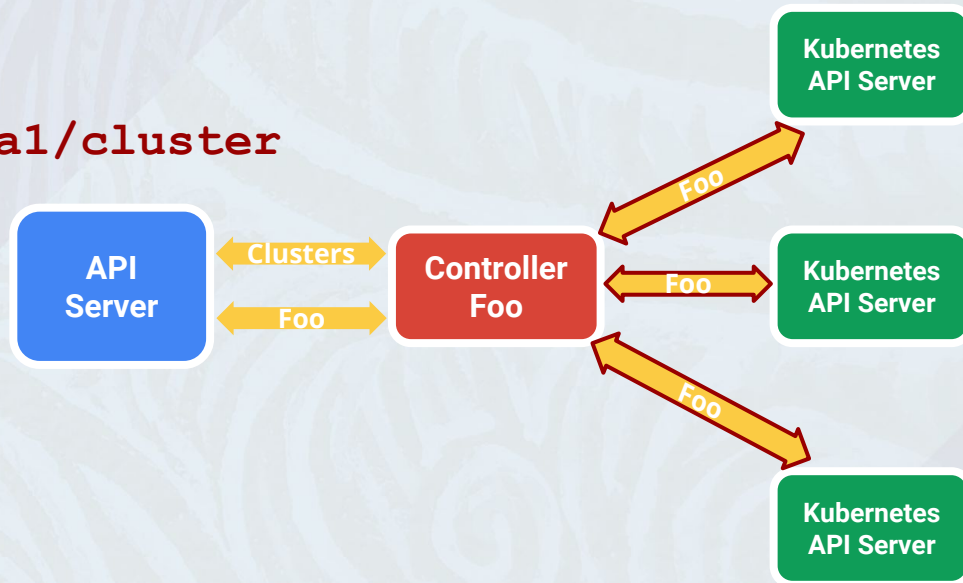 Kubernetes
API Server
a1/cluster
Foo
API
Server
Clusters
Foo
Controller
Foo
Foo
Kubernetes
API Server
Foo
Kubernetes
API Server